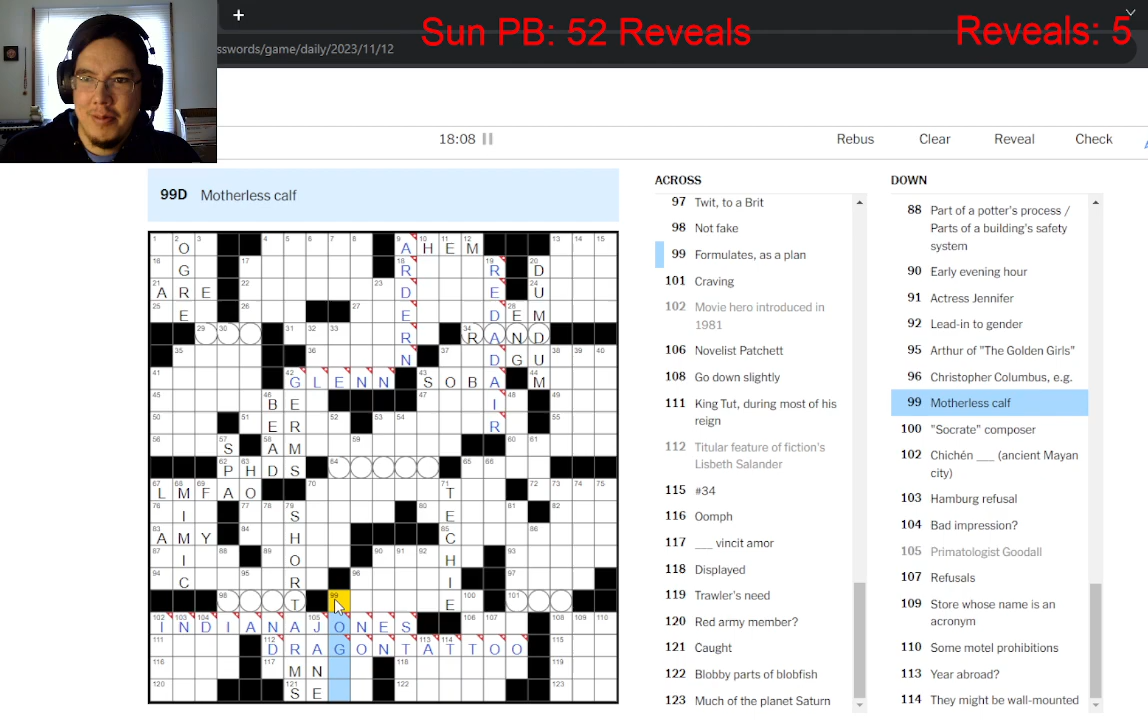 Sun PB: 52 Reveals
Reveals: 5
+
sswords/game/daily/2023/11/12
18:08
Rebus
Clear
Reveal
Check
99D Motherless calf
ACROSS
97 Twit, to a Brit
98 Not fake
99 Formulates, as a plan
101 Craving
102 Movie hero introduced in
1981
106 Novelist Patchett
108 Go down slightly
111 King Tut, during most of his
reign
112 Titular feature of fiction's
Lisbeth Salander
115 #34
116 Oomph
117 ___ vincit amor
118 Displayed
119 Trawler's need
120 Red army member?
121 Caught
122 Blobby parts of blobfish
123 Much of the planet Saturn
DOWN
88 Part of a potter's process /
Parts of a building's safety
system
90 Early evening hour
91 Actress Jennifer
92 Lead-in to gender
95 Arthur of "The Golden Girls"
96 Christopher Columbus, e.g.
99 Motherless calf
100 "Socrate" composer
102 Chichén ___ (ancient Mayan
city)
103 Hamburg refusal
104 Bad impression?
105 Primatologist Goodall
107 Refusals
109 Store whose name is an
acronym
110 Some motel prohibitions
113 Year abroad?
114 They might be wall-mounted
O A H E M
G R R D
A R E D E U
E E D E M
R R A N D
N D G U
G L E N N S O B A M
B E I
E R R
S A M
P H D S
L M F A O T
I S E
A M Y H C
I O H
C R I
T E
I N D I A N A J O N E S
D R A G O N T A T T O O
M N
S E